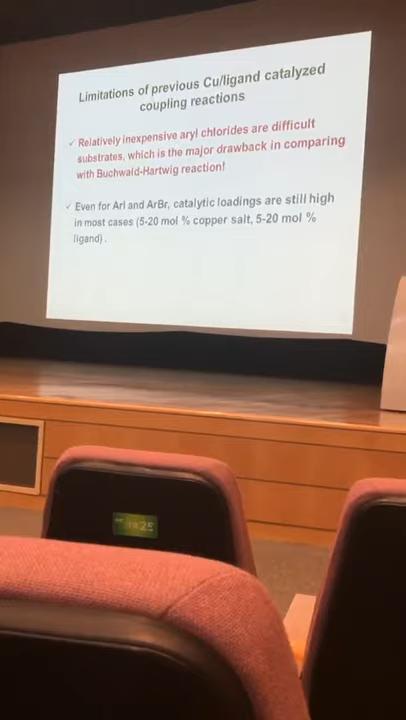 Limitations of previous Cu/ligand catalyzed
coupling reactions
✓ Relatively inexpensive aryl chlorides are difficult
substrates, which is the major drawback in comparing
with Buchwald-Hartwig reaction!
✓ Even for ArI and ArBr, catalytic loadings are still high
in most cases (5-20 mol % copper salt, 5-20 mol %
ligand).